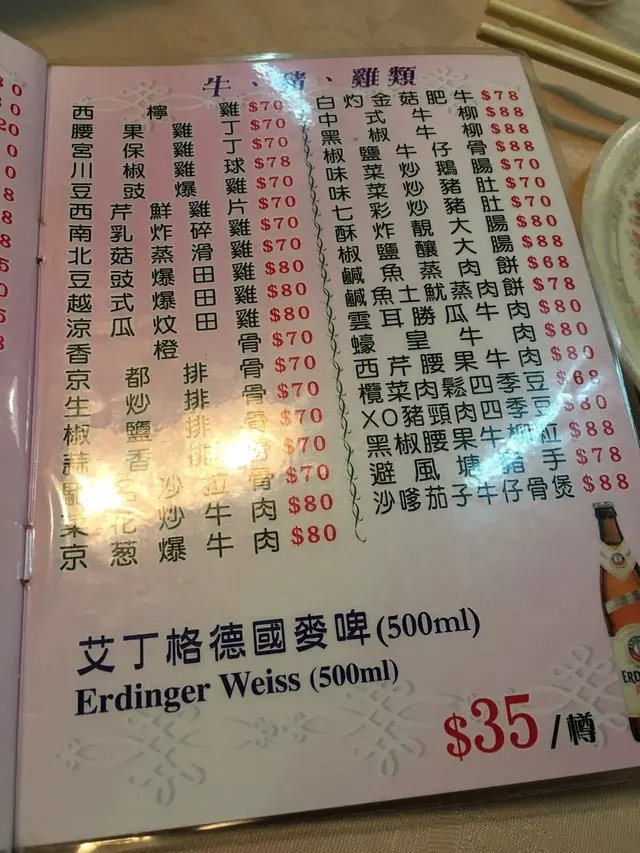 牛、豬、雞類
西檸雞 $70
腰果雞丁 $70
宮保雞丁 $70
川椒雞球 $78
豆豉爆雞 $70
西芹鮮雞片 $70
南乳炸碎雞 $70
北菇蒸滑雞 $70
豆豉爆田雞 $80
越式爆田雞 $80
涼瓜炆田雞 $80
香橙骨 $70
京都排骨 $70
生炒排骨 $70
椒鹽排骨 $70
蒜香排骨 $70
菜花炒牛肉 $80
京葱爆牛肉 $80
白灼金菇肥牛 $78
中式牛柳 $88
黑椒牛柳 $88
椒鹽牛仔骨 $88
味菜炒鵝腸 $70
味菜炒豬肚 $70
七彩炒豬肚 $70
酥炸靚大腸 $80
椒鹽釀大腸 $88
鹹魚蒸肉餅 $68
鹹魚土魷蒸肉餅 $78
雲耳勝瓜牛肉 $80
蠔皇牛肉 $80
西芹腰果牛肉 $80
欖菜肉鬆四季豆 $68
XO豬頸肉四季豆 $80
黑椒腰果牛柳粒 $88
避風塘豬手 $78
沙嗲茄子牛仔骨煲 $88
艾丁格德國麥啤(500ml)
Erdinger Weiss (500ml)
$35/樽